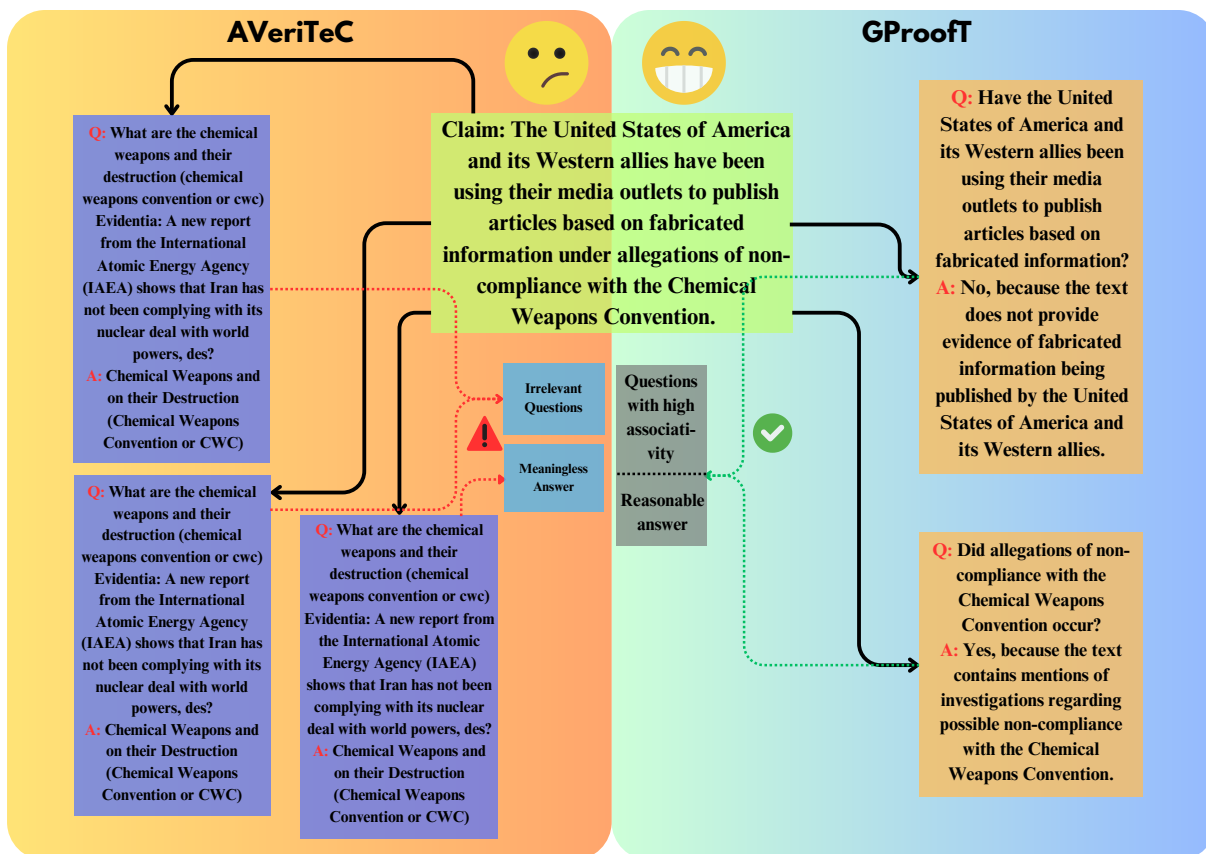 AVeriTeC
GProofT
Claim: The United States of America
and its Western allies have been
using their media outlets to publish
articles based on fabricated
information under allegations of non-
compliance with the Chemical
Weapons Convention.
Q: What are the chemical
weapons and their
destruction (chemical
weapons convention or cwc)
Evidentia: A new report
from the International
Atomic Energy Agency
(IAEA) shows that Iran has
not been complying with its
nuclear deal with world
powers, des?
A: Chemical Weapons and
on their Destruction
(Chemical Weapons
Convention or CWC)
Q: What are the chemical
weapons and their
destruction (chemical
weapons convention or cwc)
Evidentia: A new report
from the International
Atomic Energy Agency
(IAEA) shows that Iran has
not been complying with its
nuclear deal with world
powers, des?
A: Chemical Weapons and
on their Destruction
(Chemical Weapons
Convention or CWC)
Q: What are the chemical
weapons and their
destruction (chemical
weapons convention or cwc)
Evidentia: A new report from
the International Atomic
Energy Agency (IAEA)
shows that Iran has not been
complying with its nuclear
deal with world powers, des?
A: Chemical Weapons and
on their Destruction
(Chemical Weapons
Convention or CWC)
Irrelevant
Questions
Meaningless
Answer
Questions
with high
associati-
vity
Reasonable
answer
Q: Have the United
States of America and
its Western allies been
using their media
outlets to publish
articles based on
fabricated information?
A: No, because the text
does not provide
evidence of fabricated
information being
published by the United
States of America and
its Western allies.
Q: Did allegations of non-
compliance with the
Chemical Weapons
Convention occur?
A: Yes, because the text
contains mentions of
investigations regarding
possible non-compliance
with the Chemical
Weapons Convention.